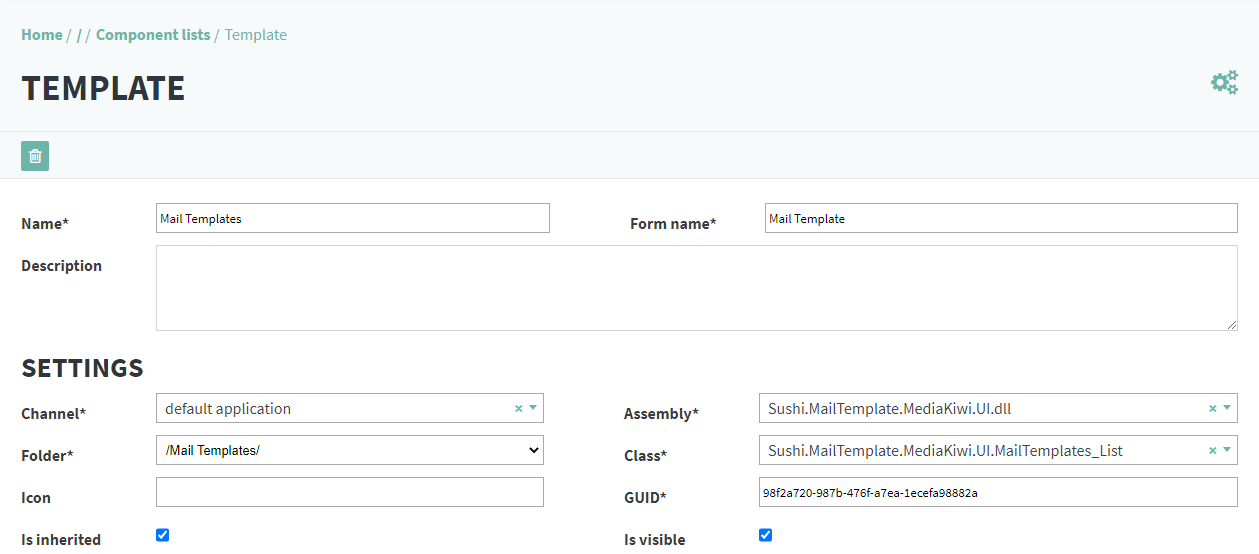 Home / / / Component lists / Template
TEMPLATE
Name* Mail Templates Form name* Mail Template
Description
SETTINGS
Channel* default application × Assembly* Sushi.MailTemplate.MediaKiwi.UI.dll ×
Folder* /Mail Templates/ Class* Sushi.MailTemplate.MediaKiwi.UI.MailTemplates_List ×
Icon GUID* 98f2a720-987b-476f-a7ea-1ecefa98882a
Is inherited Is visible